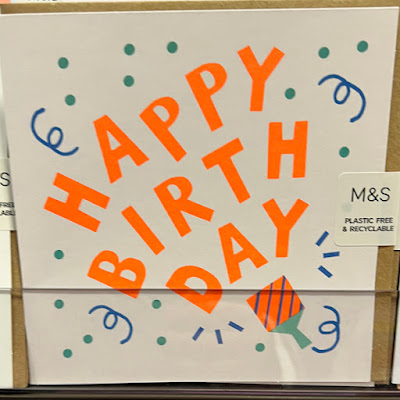 HAPPY
BIRTH
DAY
M&S
PLASTIC FREE
& RECYCLABLE
S